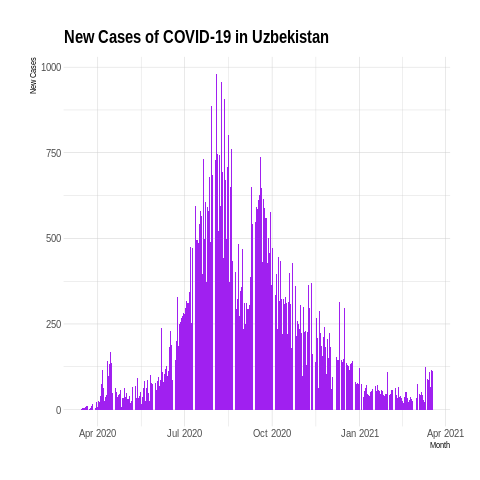 New Cases of COVID-19 in Uzbekistan
New Cases
1000
750
500
250
0
Apr 2020
Jul 2020
Oct 2020
Jan 2021
Apr 2021
Month